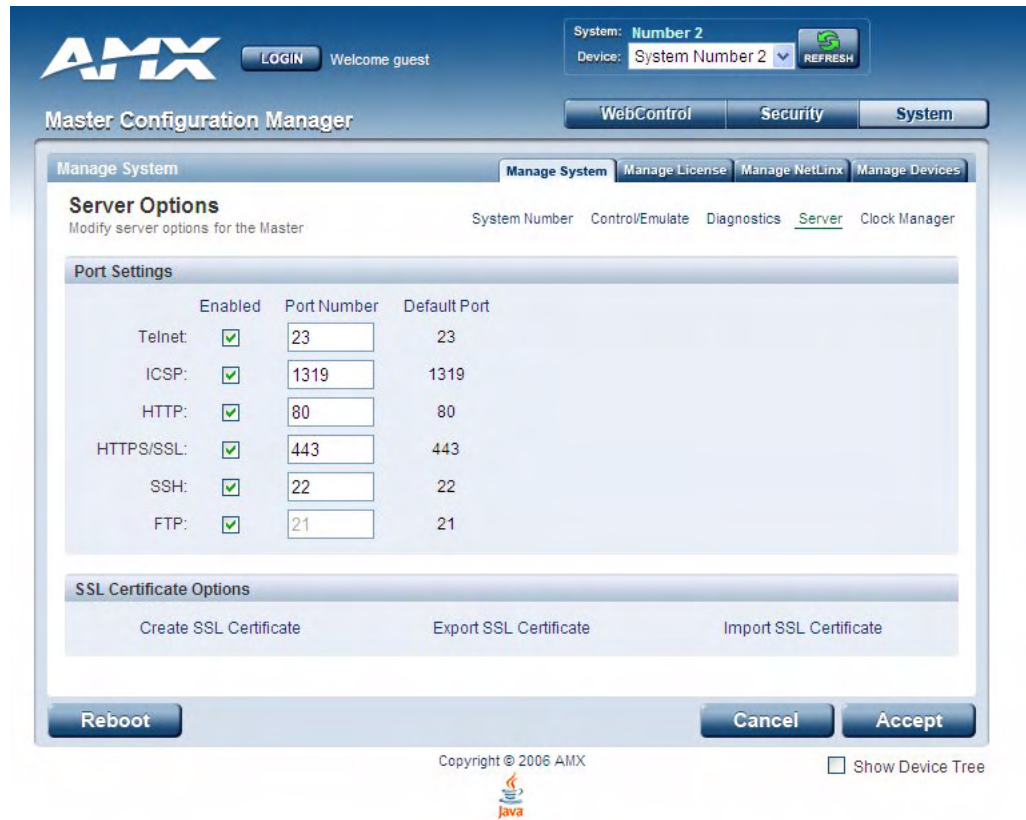 AMX LOGIN Welcome guest
System: Number 2
Device: System Number 2 REFRESH
Master Configuration Manager
WebControl Security System
Manage System
Manage System Manage License Manage NetLinx Manage Devices
Server Options
Modify server options for the Master
System Number Control/Emulate Diagnostics Server Clock Manager
Port Settings
Enabled Port Number Default Port
Telnet: 23 23
ICSP: 1319 1319
HTTP: 80 80
HTTPS/SSL: 443 443
SSH: 22 22
FTP: 21 21
SSL Certificate Options
Create SSL Certificate Export SSL Certificate Import SSL Certificate
Reboot Cancel Accept
Copyright © 2006 AMX
Show Device Tree
Java